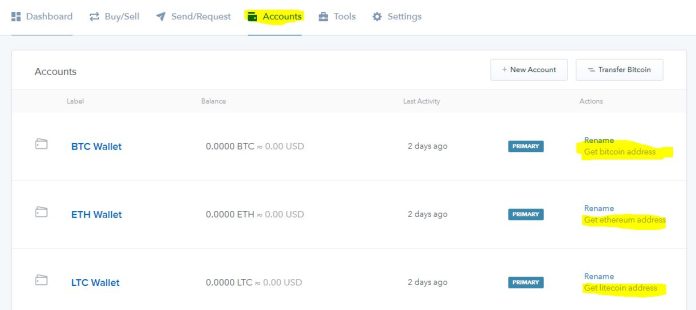 Dashboard Buy/Sell Send/Request Accounts Tools Settings
Accounts + New Account Transfer Bitcoin
Label Balance Last Activity Actions
BTC Wallet 0.0000 BTC ≈ 0.00 USD 2 days ago PRIMARY Rename
Get bitcoin address
ETH Wallet 0.0000 ETH ≈ 0.00 USD 2 days ago PRIMARY Rename
Get ethereum address
LTC Wallet 0.0000 LTC ≈ 0.00 USD 2 days ago PRIMARY Rename
Get litecoin address